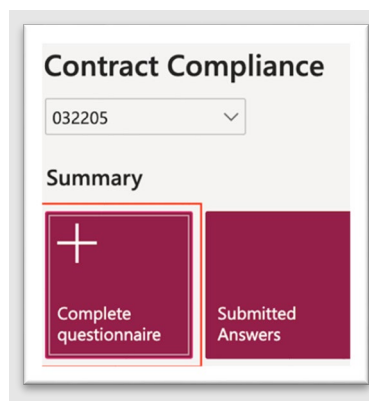 Contract Compliance
032205
Summary
Complete
questionnaire
Submitted
Answers